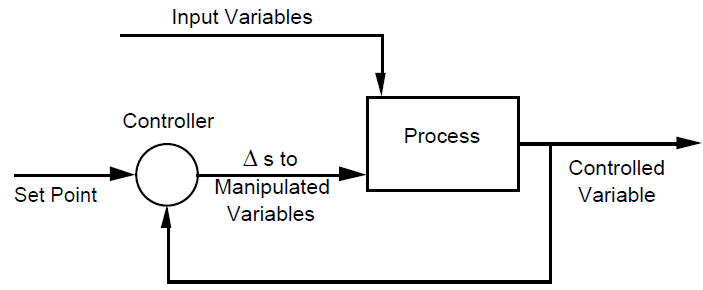 Input Variables
Controller
Process
Δ s to
Manipulated
Variables
Set Point
Controlled
Variable